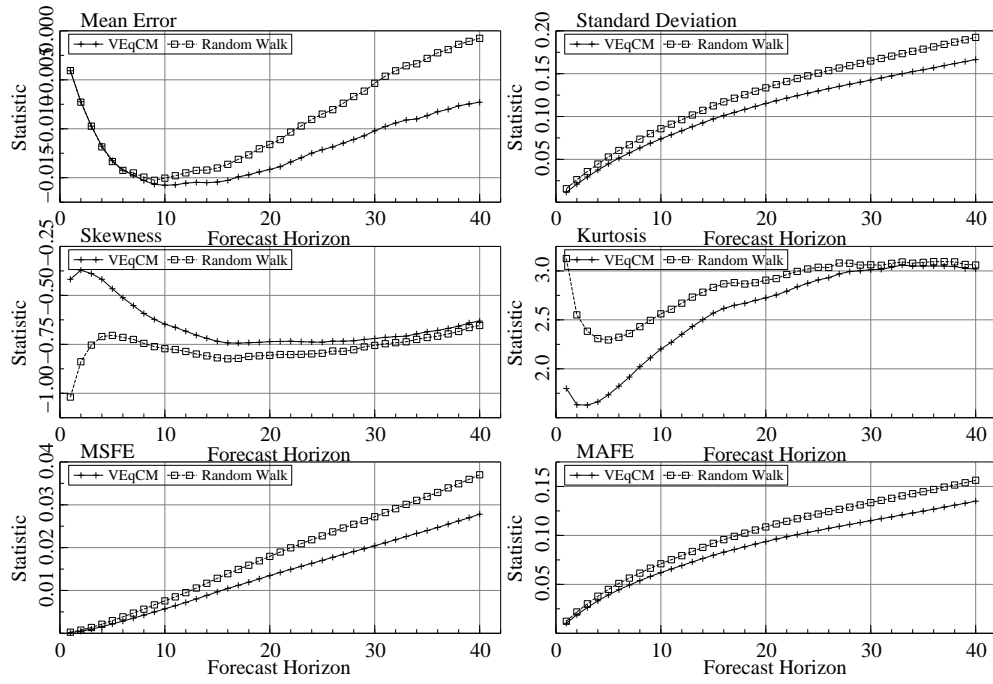 Mean Error
VEqCM
Random Walk
Statistic
-0.015
-0.010
-0.005
0.000
0
10
20
30
40
Forecast Horizon
Standard Deviation
VEqCM
Random Walk
Statistic
0.05
0.10
0.15
0.20
0
10
20
30
40
Forecast Horizon
Skewness
VEqCM
Random Walk
Statistic
−1.00
−0.75
−0.50
−0.25
0
10
20
30
40
Forecast Horizon
Kurtosis
VEqCM
Random Walk
Statistic
2.0
2.5
3.0
0
10
20
30
40
Forecast Horizon
MSFE
VEqCM
Random Walk
Statistic
0.01
0.02
0.03
0.04
0
10
20
30
40
Forecast Horizon
MAFE
VEqCM
Random Walk
Statistic
0.05
0.10
0.15
0
10
20
30
40
Forecast Horizon